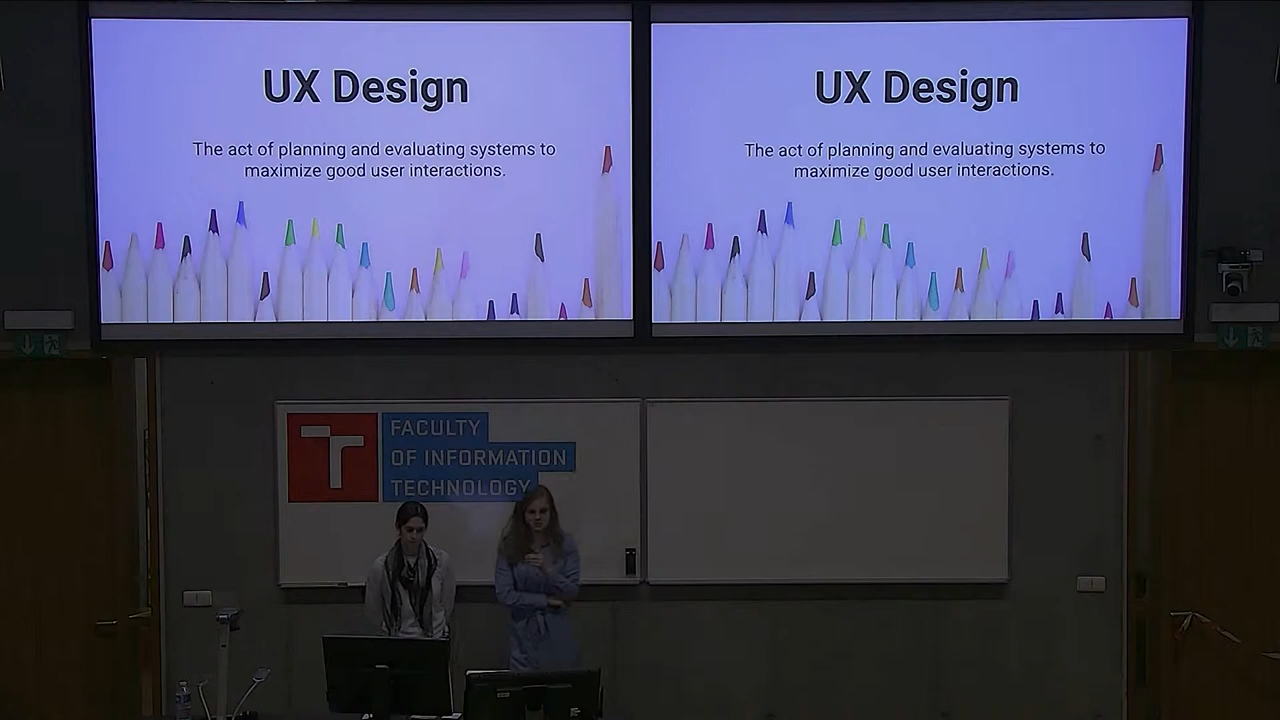 UX Design
The act of planning and evaluating systems to
maximize good user interactions.
UX Design
The act of planning and evaluating systems to
maximize good user interactions.
FACULTY
OF INFORMATION
TECHNOLOGY